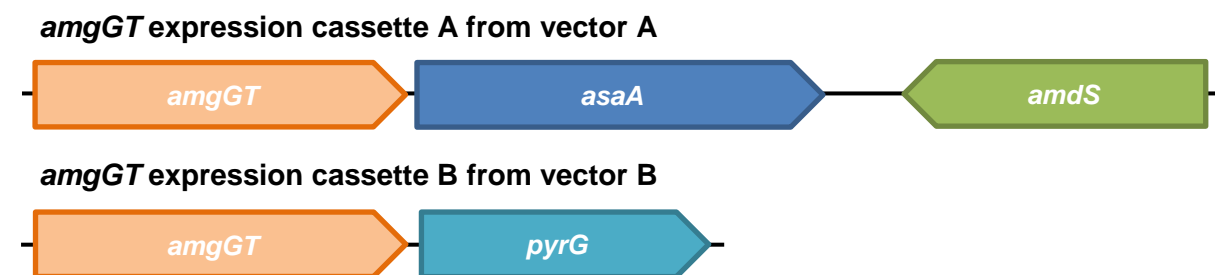 amgGT expression cassette A from vector A
amgGT asaA amdS
amgGT expression cassette B from vector B
amgGT pyrG